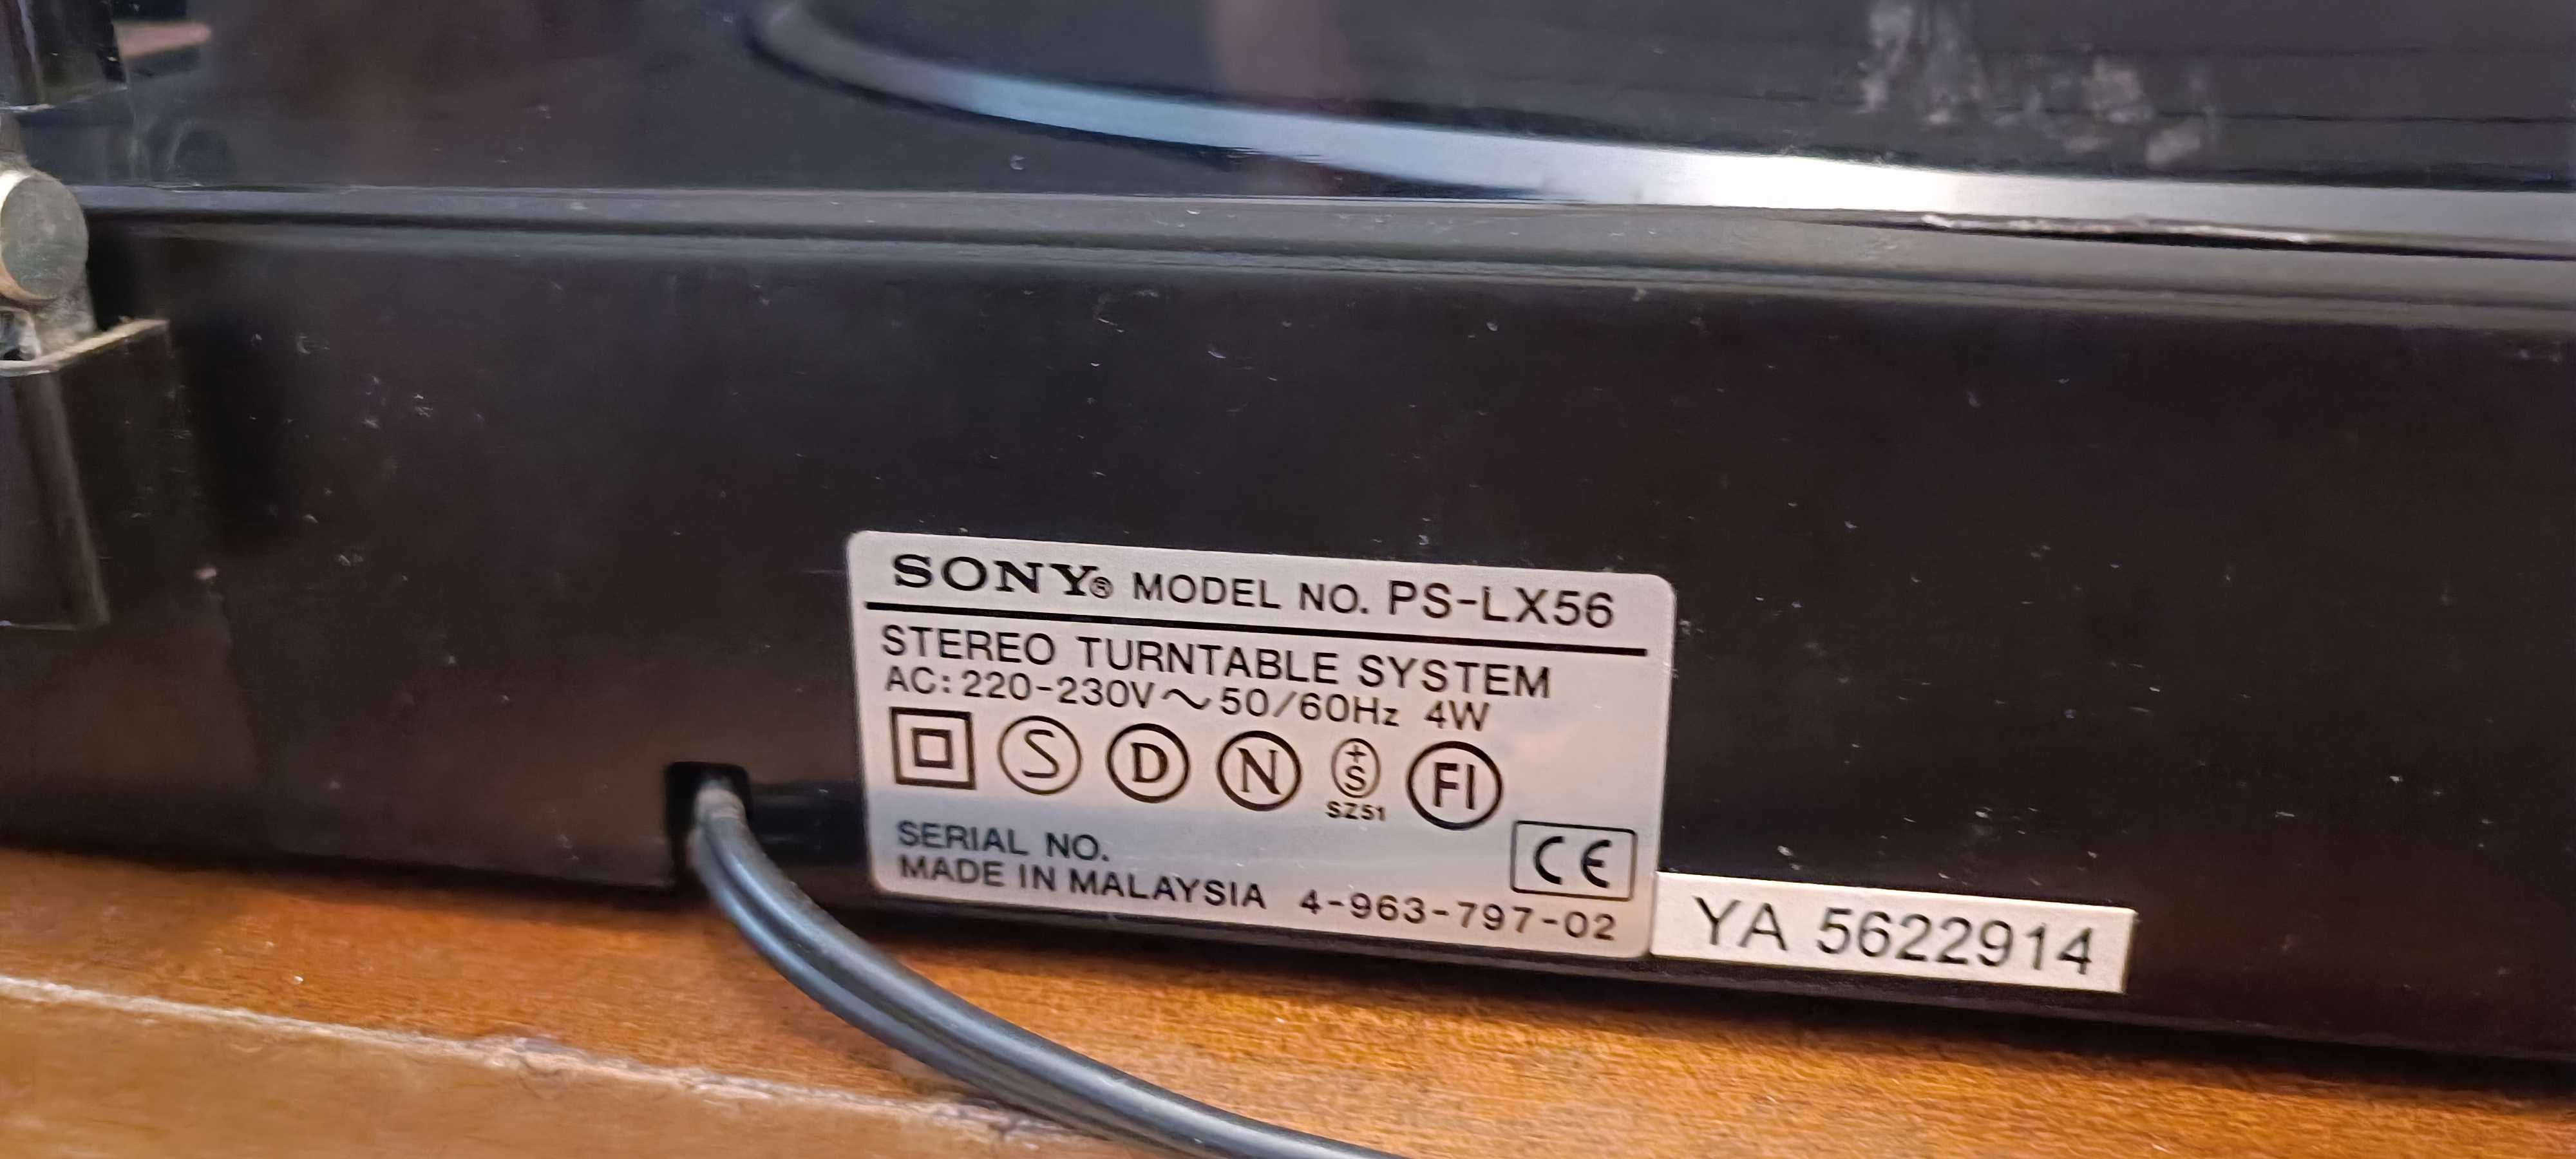 SONY® MODEL NO. PS-LX56
STEREO TURNTABLE SYSTEM
AC: 220-230V~50/60Hz 4W
S D N +S FI
SZ51
SERIAL NO.
CE
MADE IN MALAYSIA 4-963-797-02
YA 5622914